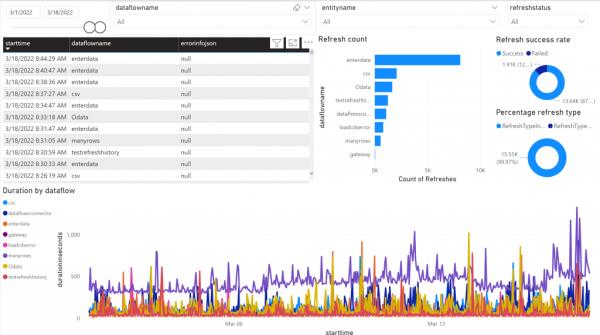 3/1/2022 3/18/2022
dataflowname
All
entityname
All
refreshstatus
All
starttime dataflowname errorinfojson
3/18/2022 8:44:29 AM enterdata null
3/18/2022 8:40:47 AM enterdata null
3/18/2022 8:38:36 AM enterdata null
3/18/2022 8:37:27 AM csv null
3/18/2022 8:34:47 AM enterdata null
3/18/2022 8:33:18 AM Odata null
3/18/2022 8:31:47 AM enterdata null
3/18/2022 8:31:05 AM manyrows null
3/18/2022 8:30:59 AM testrefreshhistory null
3/18/2022 8:30:33 AM enterdata null
3/18/2022 8:26:19 AM csv null
Refresh count
dataflowname
enterdata
csv
Odata
testrefreshh...
dataflowsco...
loadcdserror
manyrows
gateway
0K 5K 10K
Count of Refreshes
Refresh success rate
Success Failed
1.91K (12...)
13.64K (87...)
Percentage refresh type
RefreshTypeIn... RefreshType...
15.55K
(99.97%)
Duration by dataflow
csv
dataflowsconnector
enterdata
gateway
loadcdserror
manyrows
Odata
testrefreshhistory
durationinseconds
1,000
500
0
Mar 06 Mar 13
starttime